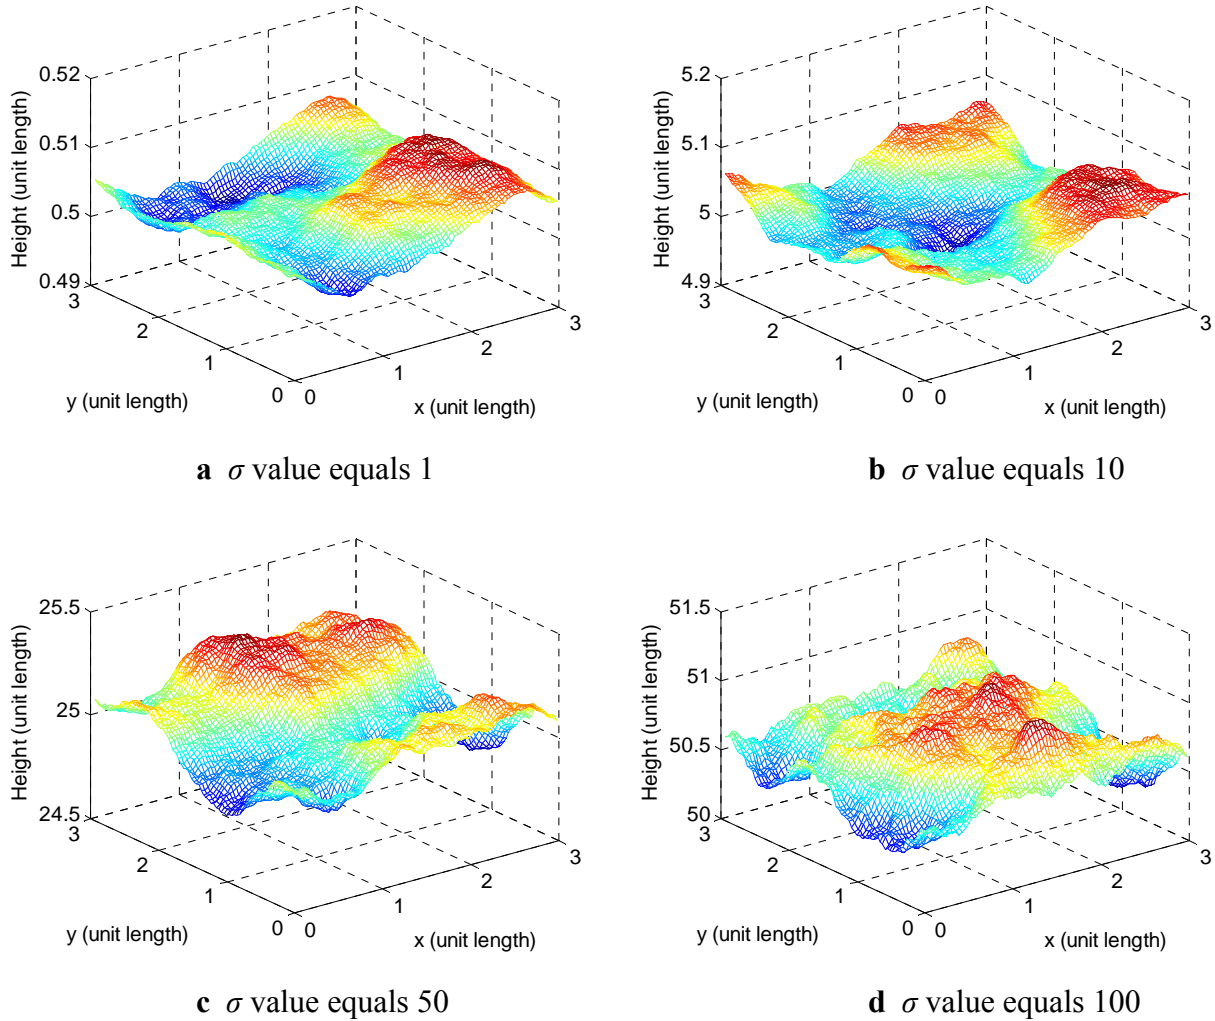 0.52
0.51
0.5
0.49
Height (unit length)
3
2
1
0
y (unit length)
0
1
2
3
x (unit length)
a σ value equals 1
5.2
5.1
5
4.9
Height (unit length)
3
2
1
0
y (unit length)
0
1
2
3
x (unit length)
b σ value equals 10
25.5
25
24.5
Height (unit length)
3
2
1
0
y (unit length)
0
1
2
3
x (unit length)
c σ value equals 50
51.5
51
50.5
50
Height (unit length)
3
2
1
0
y (unit length)
0
1
2
3
x (unit length)
d σ value equals 100